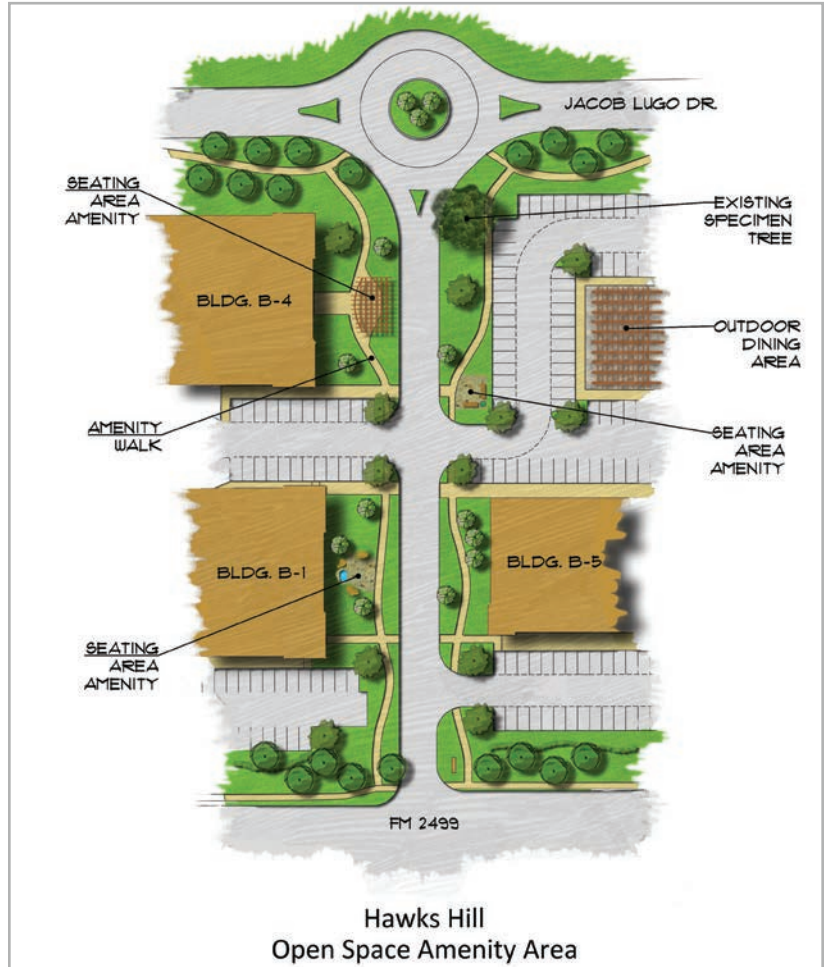 JACOB LUGO DR.
SEATING
AREA
AMENITY
EXISTING
SPECIMEN
TREE
BLDG. B-4
OUTDOOR
DINING
AREA
AMENITY
WALK
SEATING
AREA
AMENITY
BLDG. B-1
BLDG. B-5
SEATING
AREA
AMENITY
FM 2499
Hawks Hill
Open Space Amenity Area